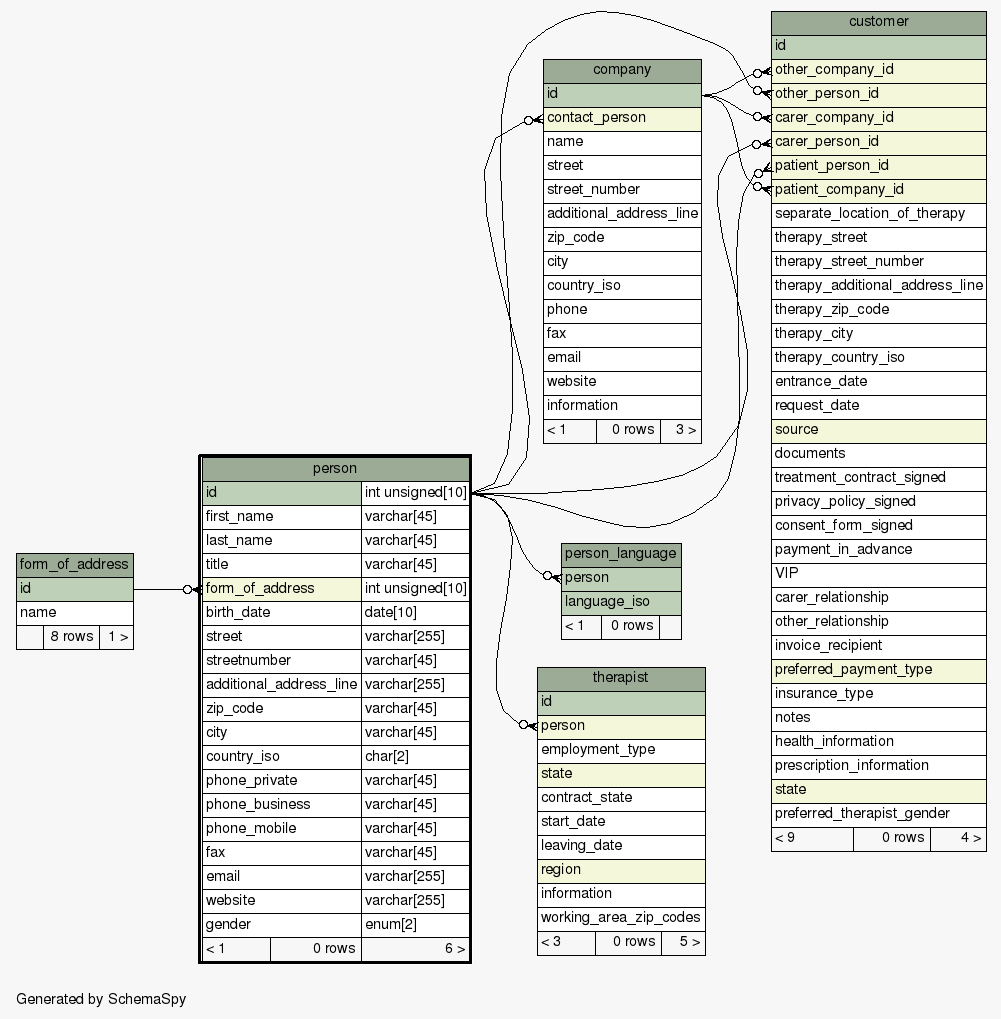 customer
id
other_company_id
other_person_id
carer_company_id
carer_person_id
patient_person_id
patient_company_id
separate_location_of_therapy
therapy_street
therapy_street_number
therapy_additional_address_line
therapy_zip_code
therapy_city
therapy_country_iso
entrance_date
request_date
source
documents
treatment_contract_signed
privacy_policy_signed
consent_form_signed
payment_in_advance
VIP
carer_relationship
other_relationship
invoice_recipient
preferred_payment_type
insurance_type
notes
health_information
prescription_information
state
preferred_therapist_gender
< 9 0 rows 4 >
company
id
contact_person
name
street
street_number
additional_address_line
zip_code
city
country_iso
phone
fax
email
website
information
< 1 0 rows 3 >
person
id int unsigned[10]
first_name varchar[45]
last_name varchar[45]
title varchar[45]
form_of_address int unsigned[10]
birth_date date[10]
street varchar[255]
streetnumber varchar[45]
additional_address_line varchar[255]
zip_code varchar[45]
city varchar[45]
country_iso char[2]
phone_private varchar[45]
phone_business varchar[45]
phone_mobile varchar[45]
fax varchar[45]
email varchar[255]
website varchar[255]
gender enum[2]
< 1 0 rows 6 >
form_of_address
id
name
8 rows 1 >
person_language
person
language_iso
< 1 0 rows
therapist
id
person
employment_type
state
contract_state
start_date
leaving_date
region
information
working_area_zip_codes
< 3 0 rows 5 >
Generated by SchemaSpy